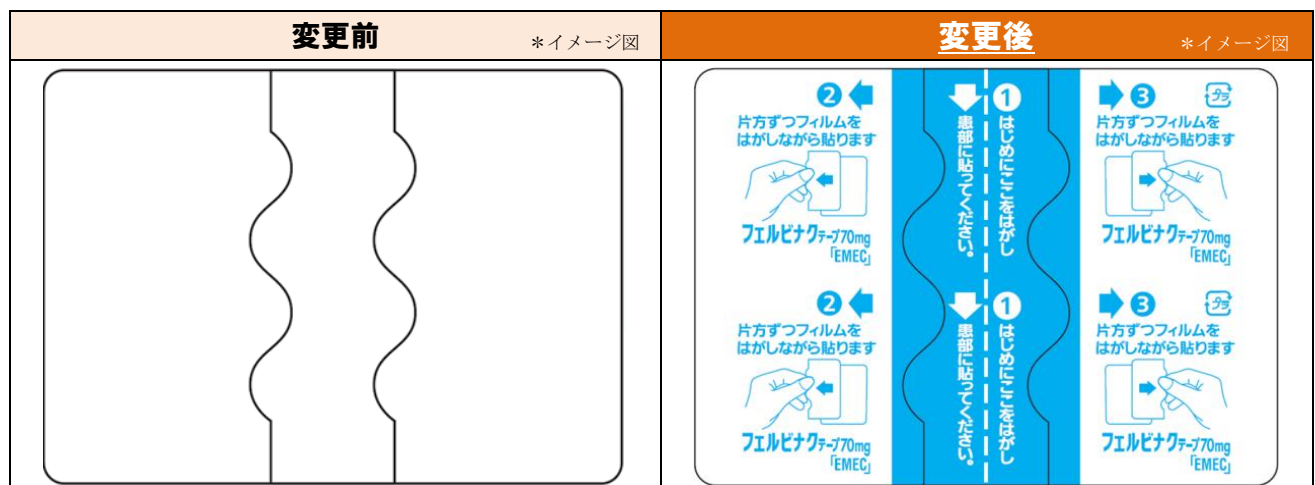 変更前
＊イメージ図
変更後
＊イメージ図
❷
片方ずつフィルムを
はがしながら貼ります
フェルビナクテープ70mg
「EMEC」
❶はじめにここをはがし
患部に貼ってください。
❸
プラ
片方ずつフィルムを
はがしながら貼ります
フェルビナクテープ70mg
「EMEC」
❷
片方ずつフィルムを
はがしながら貼ります
フェルビナクテープ70mg
「EMEC」
❶はじめにここをはがし
患部に貼ってください。
❸
プラ
片方ずつフィルムを
はがしながら貼ります
フェルビナクテープ70mg
「EMEC」